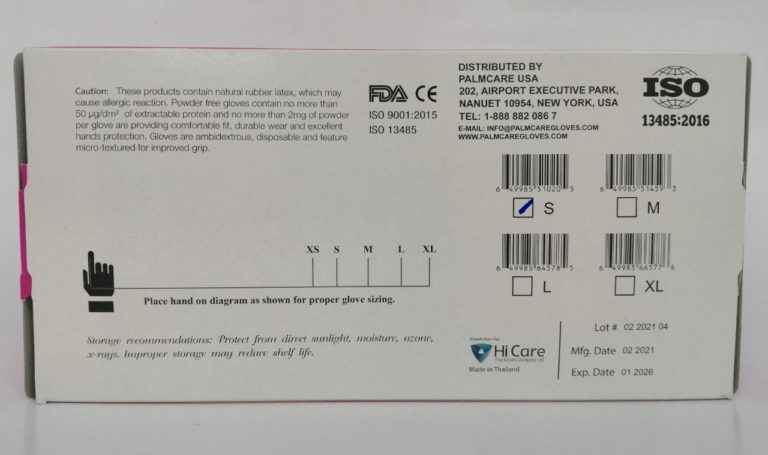 Caution: These products contain natural rubber latex, which may
cause allergic reaction. Powder free gloves contain no more than
50 µg/dm² of extractable protein and no more than 2mg of powder
per glove are providing comfortable fit, durable wear and excellent
hands protection. Gloves are ambidextrous, disposable and feature
micro-textured for improved grip.
FDA CE
ISO 9001:2015
ISO 13485
DISTRIBUTED BY
PALMCARE USA
202, AIRPORT EXECUTIVE PARK,
NANUET 10954, NEW YORK, USA
TEL: 1-888 882 086 7
E-MAIL: INFO@PALMCAREGLOVES.COM
WWW.PALMCAREGLOVES.COM
ISO
13485:2016
6 49985 51020 5
S
6 49985 51459 3
M
6 49985 64578 5
L
6 49985 66577 6
XL
XS S M L XL
Place hand on diagram as shown for proper glove sizing.
Storage recommendations: Protect from direct sunlight, moisture, ozone,
x-rays. Improper storage may reduce shelf life.
Manufactured by
Hi Care
Made in Thailand
Lot # 02 2021 04
Mfg. Date 02 2021
Exp. Date 01 2026